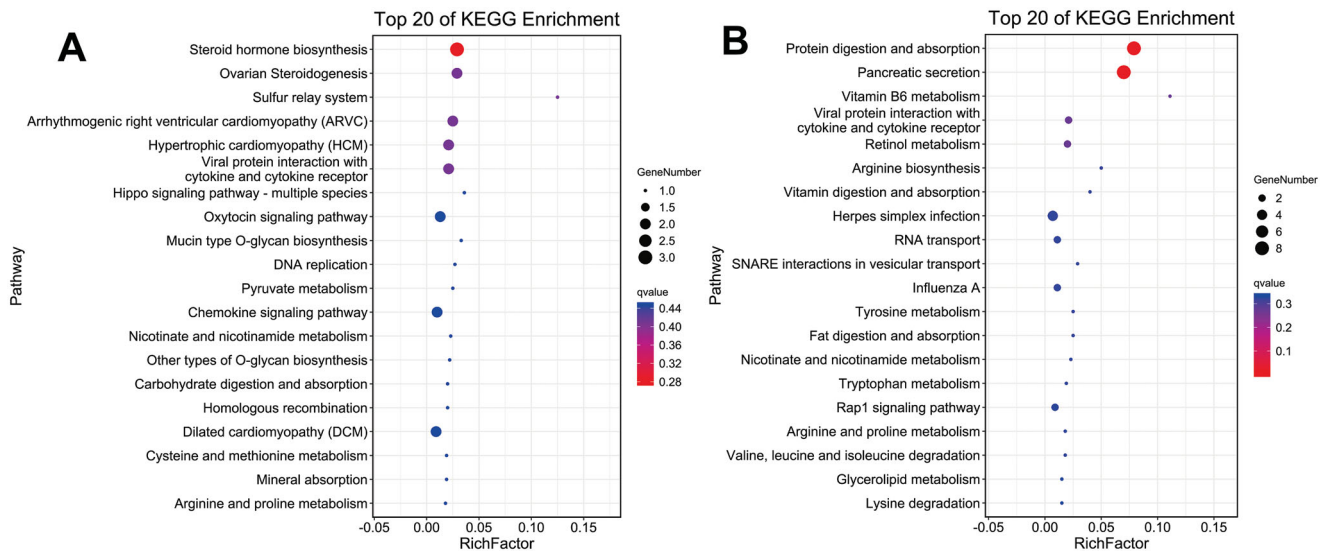 A
Top 20 of KEGG Enrichment
Pathway
Steroid hormone biosynthesis
Ovarian Steroidogenesis
Sulfur relay system
Arrhythmogenic right ventricular cardiomyopathy (ARVC)
Hypertrophic cardiomyopathy (HCM)
Viral protein interaction with
cytokine and cytokine receptor
Hippo signaling pathway - multiple species
Oxytocin signaling pathway
Mucin type O-glycan biosynthesis
DNA replication
Pyruvate metabolism
Chemokine signaling pathway
Nicotinate and nicotinamide metabolism
Other types of O-glycan biosynthesis
Carbohydrate digestion and absorption
Homologous recombination
Dilated cardiomyopathy (DCM)
Cysteine and methionine metabolism
Mineral absorption
Arginine and proline metabolism
-0.05 0.00 0.05 0.10 0.15
RichFactor
GeneNumber
1.0
1.5
2.0
2.5
3.0
qvalue
0.44
0.40
0.36
0.32
0.28
B
Top 20 of KEGG Enrichment
Pathway
Protein digestion and absorption
Pancreatic secretion
Vitamin B6 metabolism
Viral protein interaction with
cytokine and cytokine receptor
Retinol metabolism
Arginine biosynthesis
Vitamin digestion and absorption
Herpes simplex infection
RNA transport
SNARE interactions in vesicular transport
Influenza A
Tyrosine metabolism
Fat digestion and absorption
Nicotinate and nicotinamide metabolism
Tryptophan metabolism
Rap1 signaling pathway
Arginine and proline metabolism
Valine, leucine and isoleucine degradation
Glycerolipid metabolism
Lysine degradation
-0.05 0.00 0.05 0.10 0.15
RichFactor
GeneNumber
2
4
6
8
qvalue
0.3
0.2
0.1